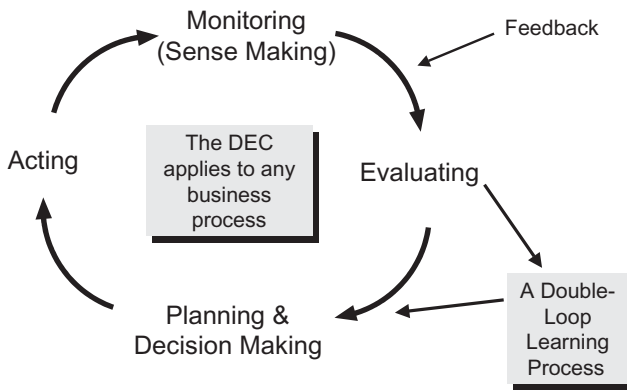 Monitoring
(Sense Making)
Feedback
Acting
The DEC
applies to any
business
process
Evaluating
Planning &
Decision Making
A Double-
Loop
Learning
Process